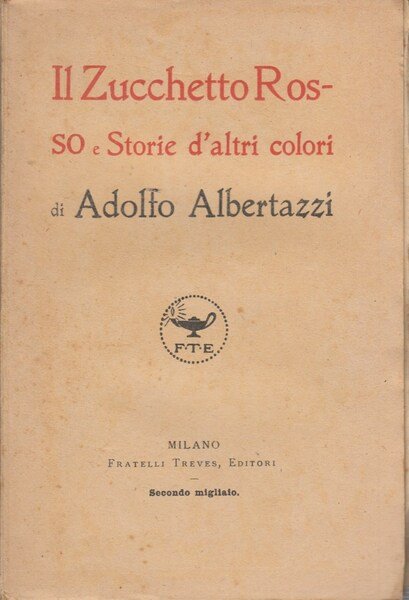 Il Zucchetto Ros-
so e Storie d'altri colori
di Adolfo Albertazzi
F·T·E
MILANO
FRATELLI TREVES, EDITORI
Secondo migliaio.